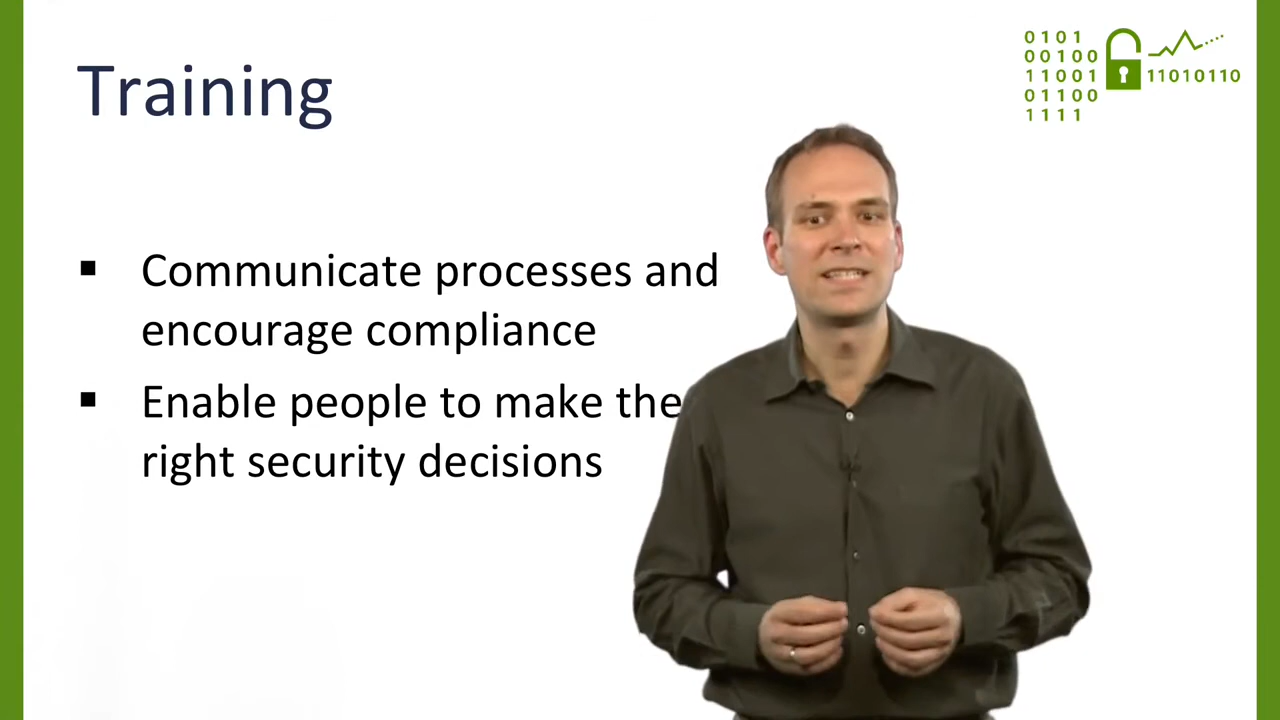 Training
0101
00100
11001
11010110
01100
1111
Communicate processes and
encourage compliance
Enable people to make the
right security decisions